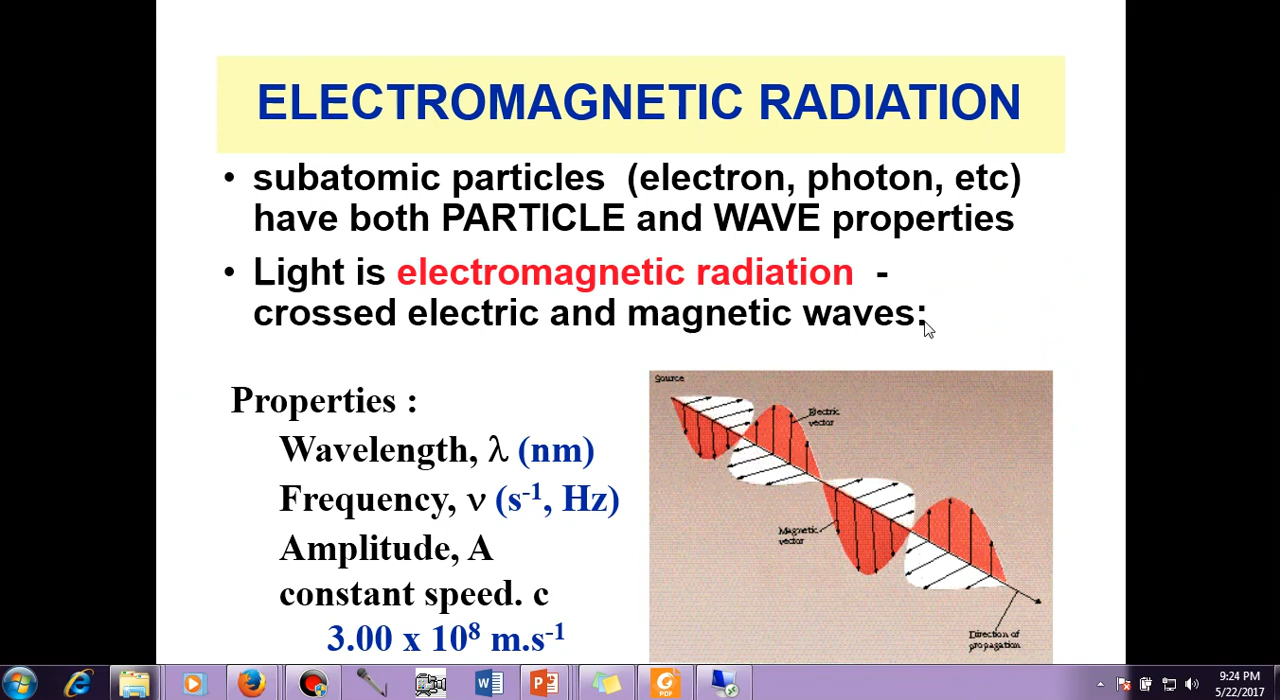 ELECTROMAGNETIC RADIATION
• subatomic particles (electron, photon, etc)
have both PARTICLE and WAVE properties
• Light is electromagnetic radiation -
crossed electric and magnetic waves:
Properties :
Wavelength, λ (nm)
Frequency, ν (s⁻¹, Hz)
Amplitude, A
constant speed. c
3.00 x 10⁸ m.s⁻¹
Source
Electric
vector
Magnetic
vector
Direction of
propagation
PDF
9:24 PM
5/22/2017